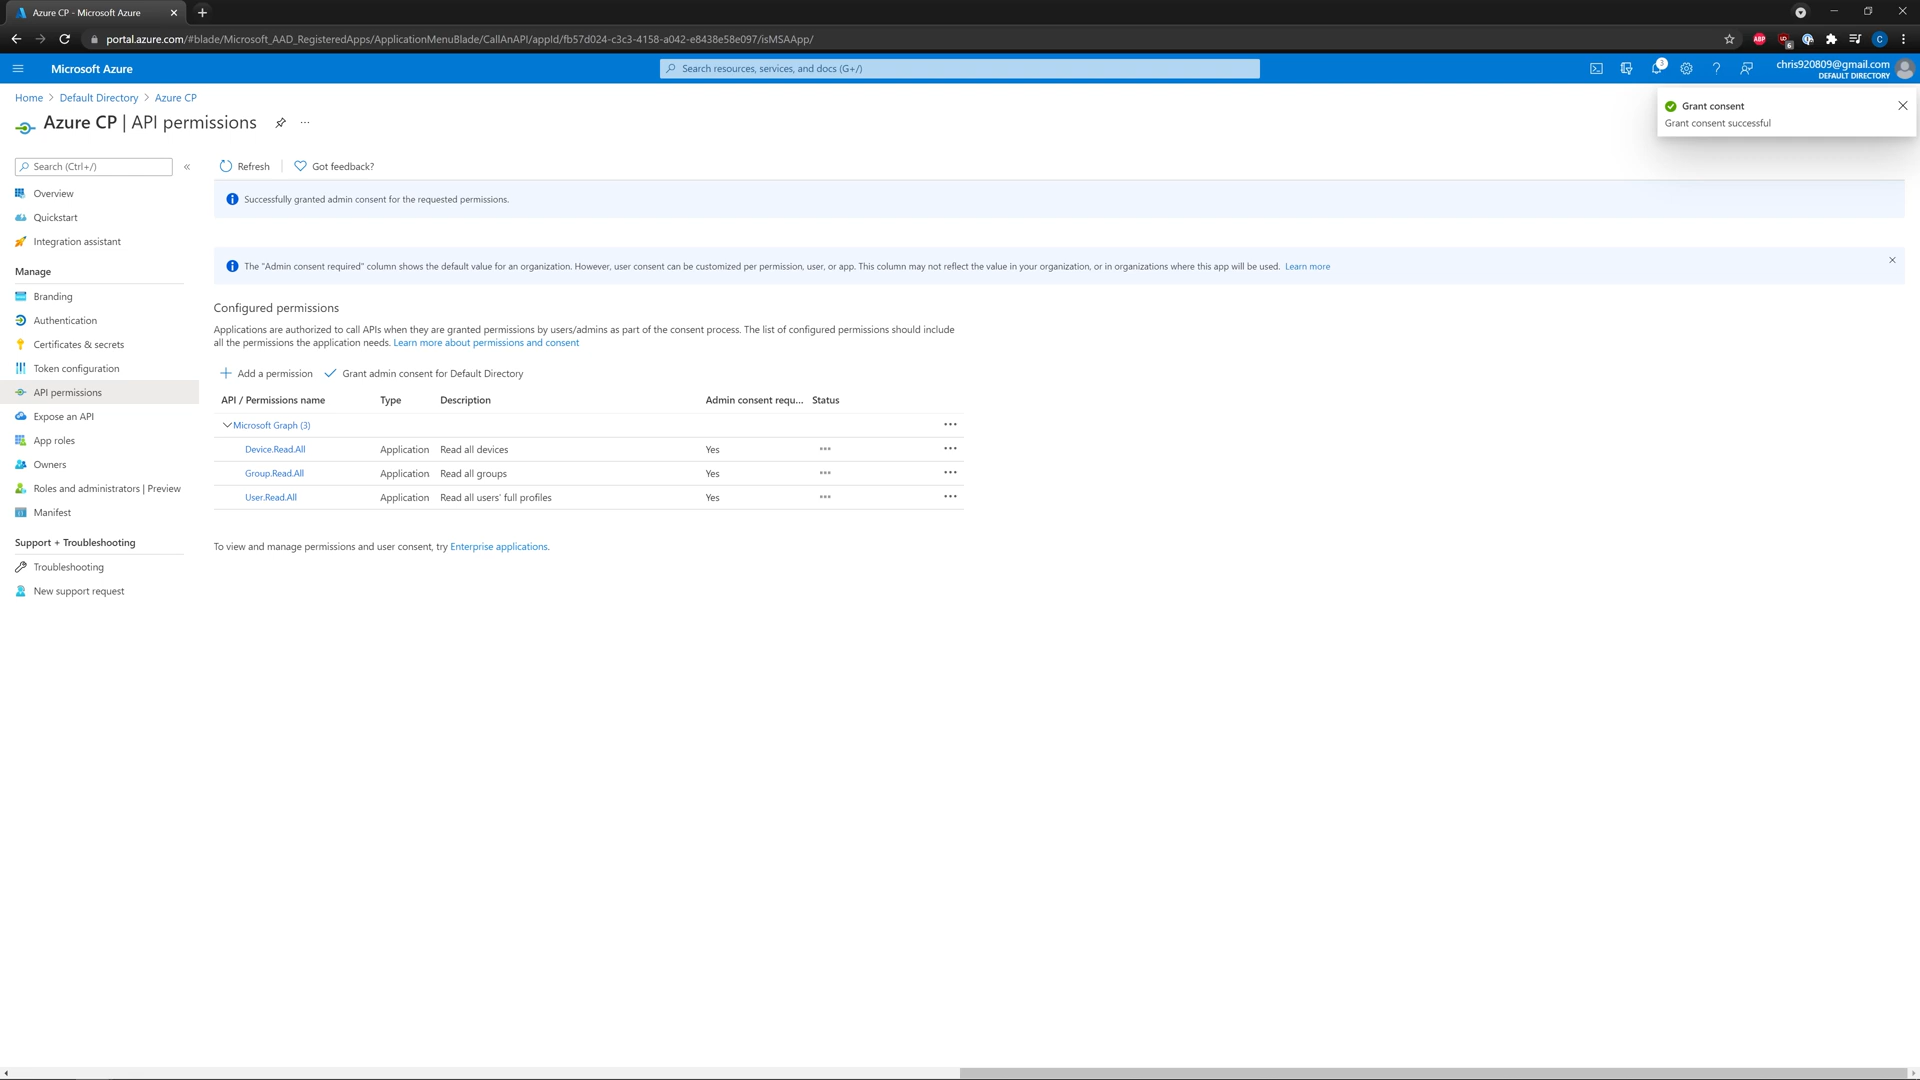 Azure CP - Microsoft Azure
portal.azure.com/#blade/Microsoft_AAD_RegisteredApps/ApplicationMenuBlade/CallAnAPI/appId/fb57d024-c3c3-4158-a042-e8438e58e097/isMSAApp/
ABP
6
C
Microsoft Azure
Search resources, services, and docs (G+/)
3
chris920809@gmail.com
DEFAULT DIRECTORY
Home > Default Directory > Azure CP
Azure CP | API permissions
Grant consent
Grant consent successful
Search (Ctrl+/)
Refresh
Got feedback?
Overview
Quickstart
Integration assistant
Manage
Branding
Authentication
Certificates & secrets
Token configuration
API permissions
Expose an API
App roles
Owners
Roles and administrators | Preview
Manifest
Support + Troubleshooting
Troubleshooting
New support request
Successfully granted admin consent for the requested permissions.
The "Admin consent required" column shows the default value for an organization. However, user consent can be customized per permission, user, or app. This column may not reflect the value in your organization, or in organizations where this app will be used. Learn more
Configured permissions
Applications are authorized to call APIs when they are granted permissions by users/admins as part of the consent process. The list of configured permissions should include
all the permissions the application needs. Learn more about permissions and consent
Add a permission
Grant admin consent for Default Directory
API / Permissions name Type Description Admin consent requ... Status
Microsoft Graph (3)
Device.Read.All Application Read all devices Yes
Group.Read.All Application Read all groups Yes
User.Read.All Application Read all users' full profiles Yes
To view and manage permissions and user consent, try Enterprise applications.